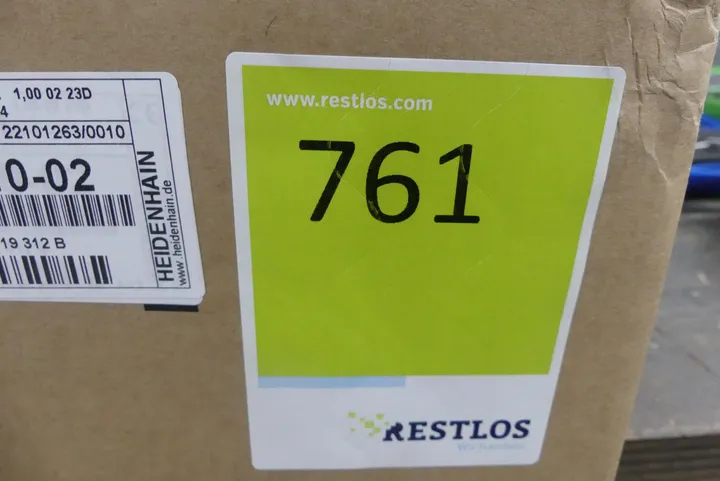 1,00 02 23D
4
22101263/0010
0-02
19 312 B
HEIDENHAIN
www.heidenhain.de
www.restlos.com
761
RESTLOS